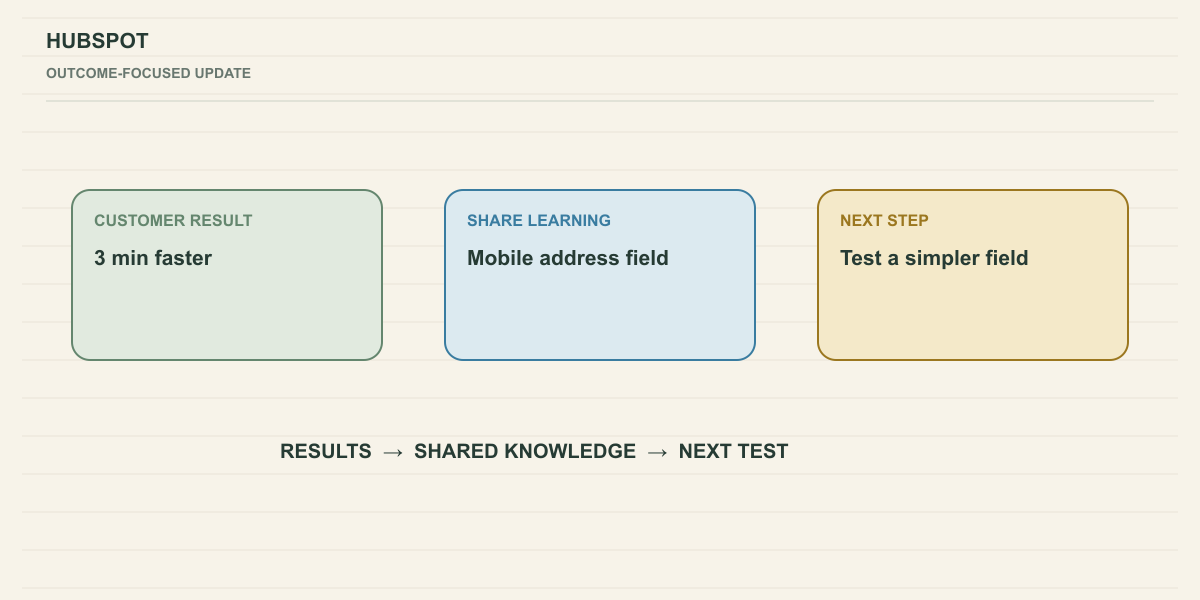 HUBSPOT
OUTCOME-FOCUSED UPDATE
CUSTOMER RESULT
3 min faster
SHARE LEARNING
Mobile address field
NEXT STEP
Test a simpler field
RESULTS → SHARED KNOWLEDGE → NEXT TEST